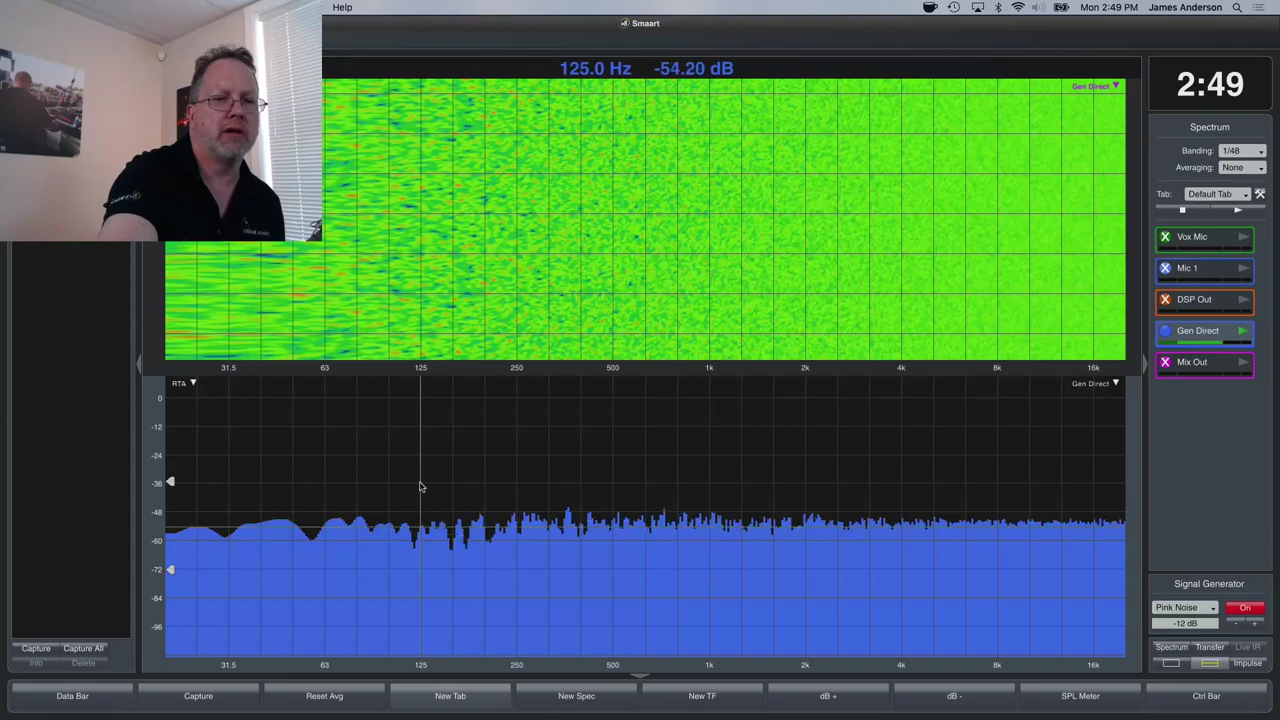 Help
Mon 2:49 PM James Anderson
Smaart
125.0 Hz -54.20 dB
Gen Direct
31.5 63 125 250 500 1k 2k 4k 8k 16k
RTA
Gen Direct
0
-12
-24
-36
-48
-60
-72
-84
-96
31.5 63 125 250 500 1k 2k 4k 8k 16k
2:49
Spectrum
Banding: 1/48
Averaging: None
Tab: Default Tab
Vox Mic
Mic 1
DSP Out
Gen Direct
Mix Out
Signal Generator
Pink Noise On
-12 dB - +
Spectrum Transfer Live IR
Impulse
Capture Capture All
Info Delete
Data Bar Capture Reset Avg New Tab New Spec New TF dB + dB - SPL Meter Ctrl Bar